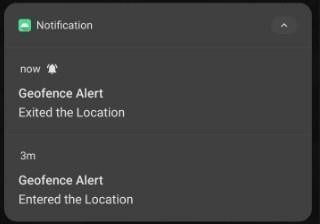 Notification
now
Geofence Alert
Exited the Location
3m
Geofence Alert
Entered the Location